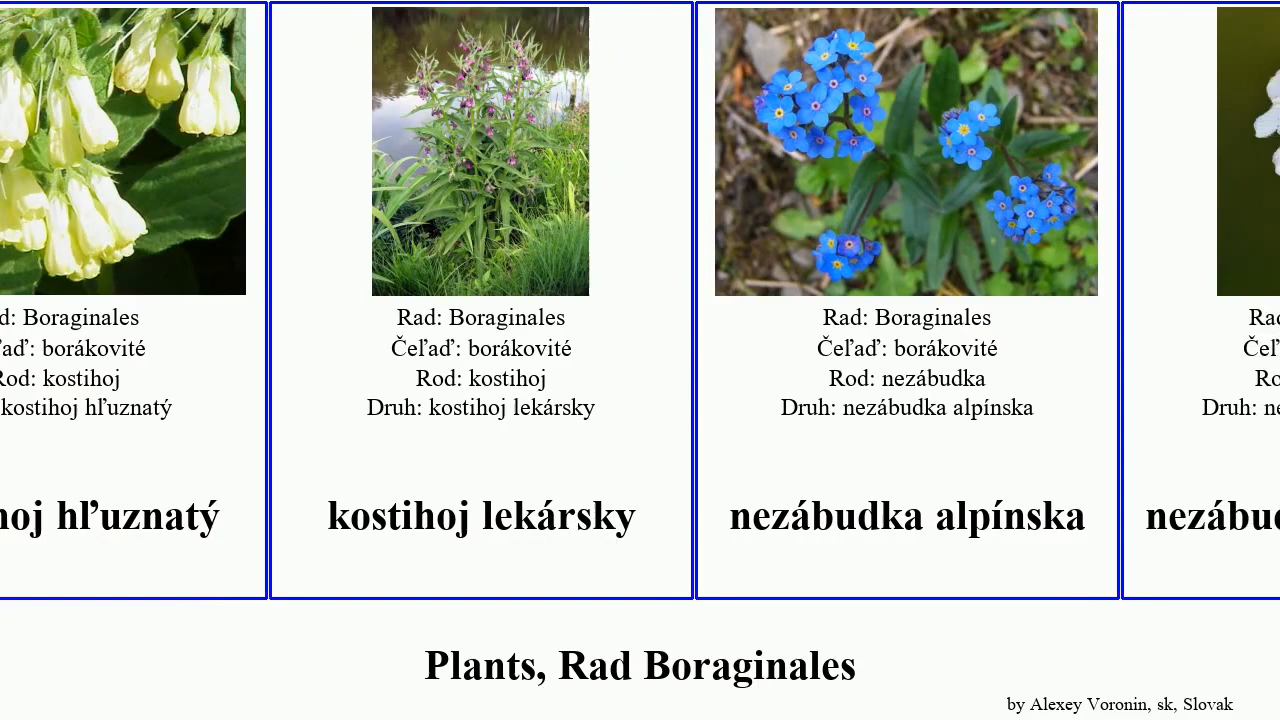 d: Boraginales
aď: borákovité
Rod: kostihoj
kostihoj hľuznatý
hoj hľuznatý
Rad: Boraginales
Čeľaď: borákovité
Rod: kostihoj
Druh: kostihoj lekársky
kostihoj lekársky
Rad: Boraginales
Čeľaď: borákovité
Rod: nezábudka
Druh: nezábudka alpínska
nezábudka alpínska
Rad
Čeľ
Ro
Druh: ne
nezábud
Plants, Rad Boraginales
by Alexey Voronin, sk, Slovak